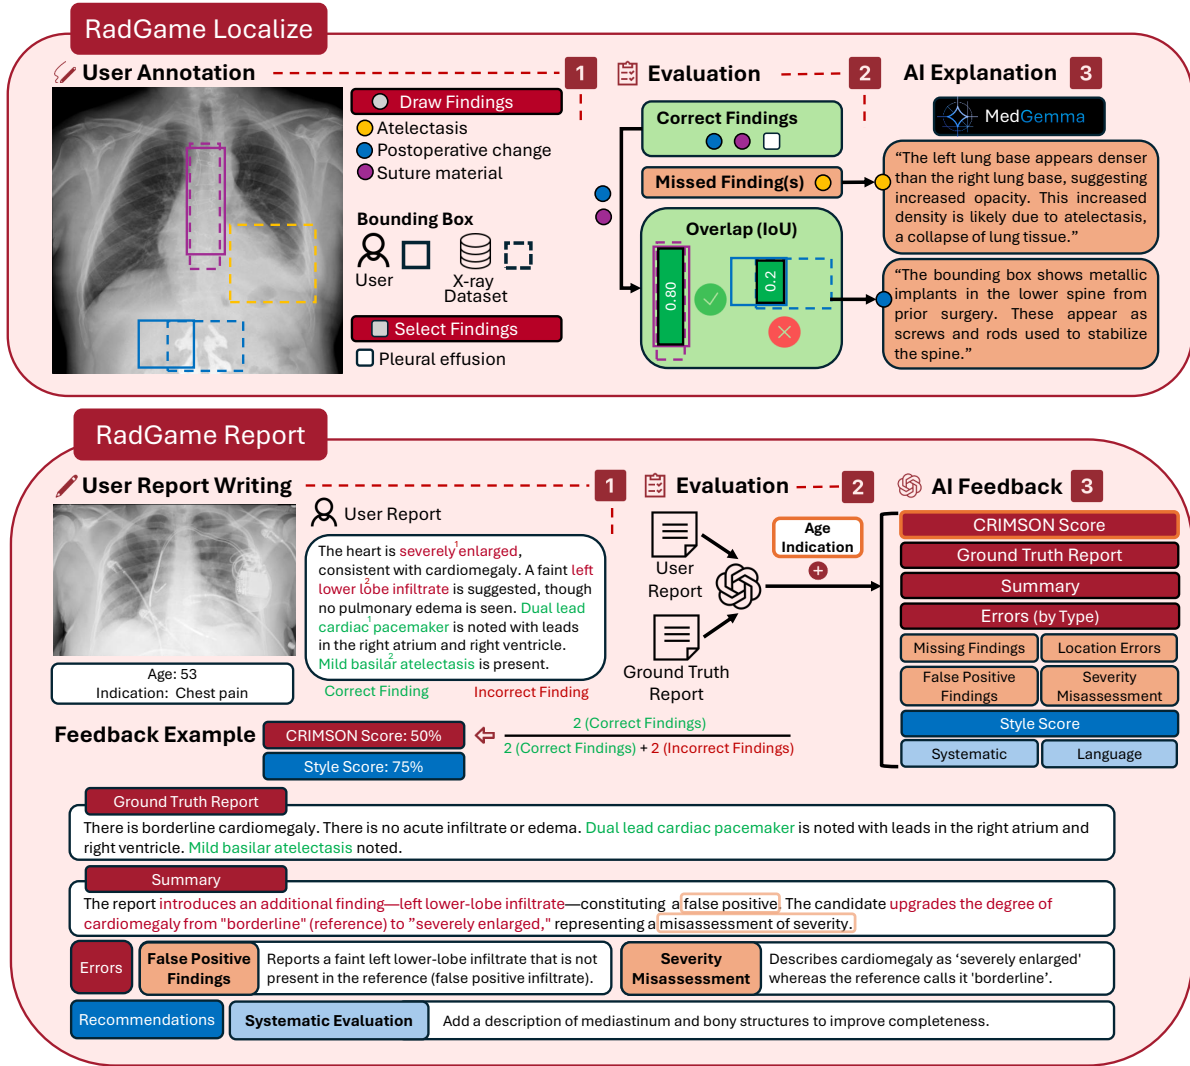 RadGame Localize
User Annotation
1
Draw Findings
Atelectasis
Postoperative change
Suture material
Bounding Box
User
X-ray
Dataset
Select Findings
Pleural effusion
Evaluation
2
Correct Findings
Missed Finding(s)
Overlap (IoU)
0.80
0.2
AI Explanation
3
MedGemma
“The left lung base appears denser
than the right lung base, suggesting
increased opacity. This increased
density is likely due to atelectasis,
a collapse of lung tissue.”
“The bounding box shows metallic
implants in the lower spine from
prior surgery. These appear as
screws and rods used to stabilize
the spine.”
RadGame Report
User Report Writing
1
Age: 53
Indication: Chest pain
User Report
The heart is severely¹ enlarged,
consistent with cardiomegaly. A faint left
lower lobe² infiltrate is suggested, though
no pulmonary edema is seen. Dual lead
cardiac¹ pacemaker is noted with leads
in the right atrium and right ventricle.
Mild basilar² atelectasis is present.
Correct Finding
Incorrect Finding
Evaluation
2
User
Report
Ground Truth
Report
Age
Indication
+
AI Feedback
3
CRIMSON Score
Ground Truth Report
Summary
Errors (by Type)
Missing Findings
Location Errors
False Positive
Findings
Severity
Misassessment
Style Score
Systematic
Language
Feedback Example
CRIMSON Score: 50%
Style Score: 75%
2 (Correct Findings)
2 (Correct Findings) + 2 (Incorrect Findings)
Ground Truth Report
There is borderline cardiomegaly. There is no acute infiltrate or edema. Dual lead cardiac pacemaker is noted with leads in the right atrium and
right ventricle. Mild basilar atelectasis noted.
Summary
The report introduces an additional finding—left lower-lobe infiltrate—constituting a false positive. The candidate upgrades the degree of
cardiomegaly from "borderline" (reference) to ”severely enlarged," representing a misassessment of severity.
Errors
False Positive
Findings
Reports a faint left lower-lobe infiltrate that is not
present in the reference (false positive infiltrate).
Severity
Misassessment
Describes cardiomegaly as ‘severely enlarged'
whereas the reference calls it 'borderline’.
Recommendations
Systematic Evaluation
Add a description of mediastinum and bony structures to improve completeness.